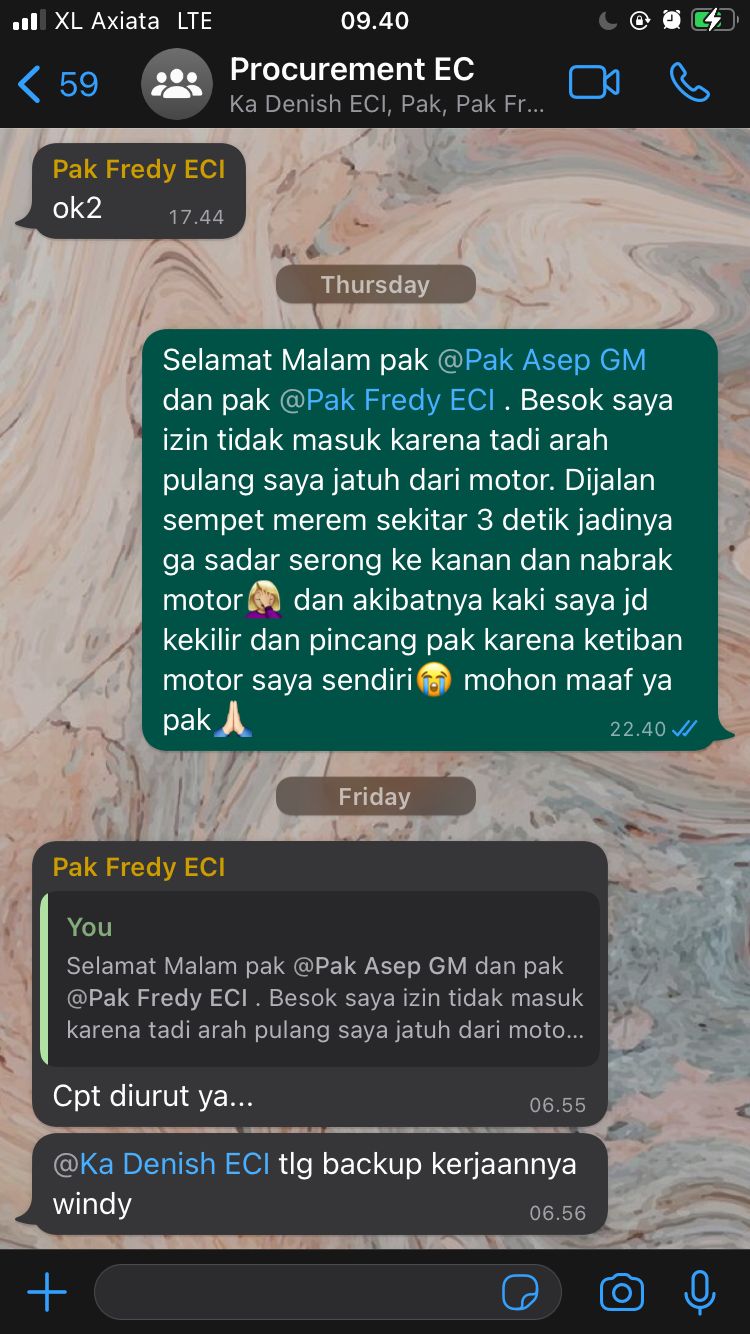 XL Axiata LTE 09.40
59 Procurement EC
Ka Denish ECI, Pak, Pak Fr...
Pak Fredy ECI
ok2 17.44
Thursday
Selamat Malam pak @Pak Asep GM
dan pak @Pak Fredy ECI . Besok saya
izin tidak masuk karena tadi arah
pulang saya jatuh dari motor. Dijalan
sempet merem sekitar 3 detik jadinya
ga sadar serong ke kanan dan nabrak
motor🤦🏼‍♀️ dan akibatnya kaki saya jd
kekilir dan pincang pak karena ketiban
motor saya sendiri😭 mohon maaf ya
pak🙏🏻 22.40
Friday
Pak Fredy ECI
You
Selamat Malam pak @Pak Asep GM dan pak
@Pak Fredy ECI . Besok saya izin tidak masuk
karena tadi arah pulang saya jatuh dari moto...
Cpt diurut ya... 06.55
@Ka Denish ECI tlg backup kerjaannya
windy 06.56